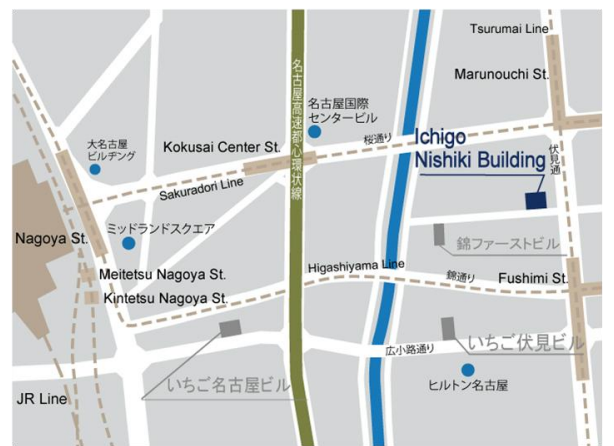 Tsurumai Line
Marunouchi St.
名古屋国際
センタービル
大名古屋
ビルヂング
Kokusai Center St.
桜通り
Ichigo
Nishiki Building
伏見通
名古屋高速都心環状線
Sakuradori Line
Nagoya St.
ミッドランドスクエア
錦ファーストビル
Meitetsu Nagoya St.
Higashiyama Line
錦通り
Fushimi St.
Kintetsu Nagoya St.
いちご伏見ビル
広小路通り
いちご名古屋ビル
ヒルトン名古屋
JR Line